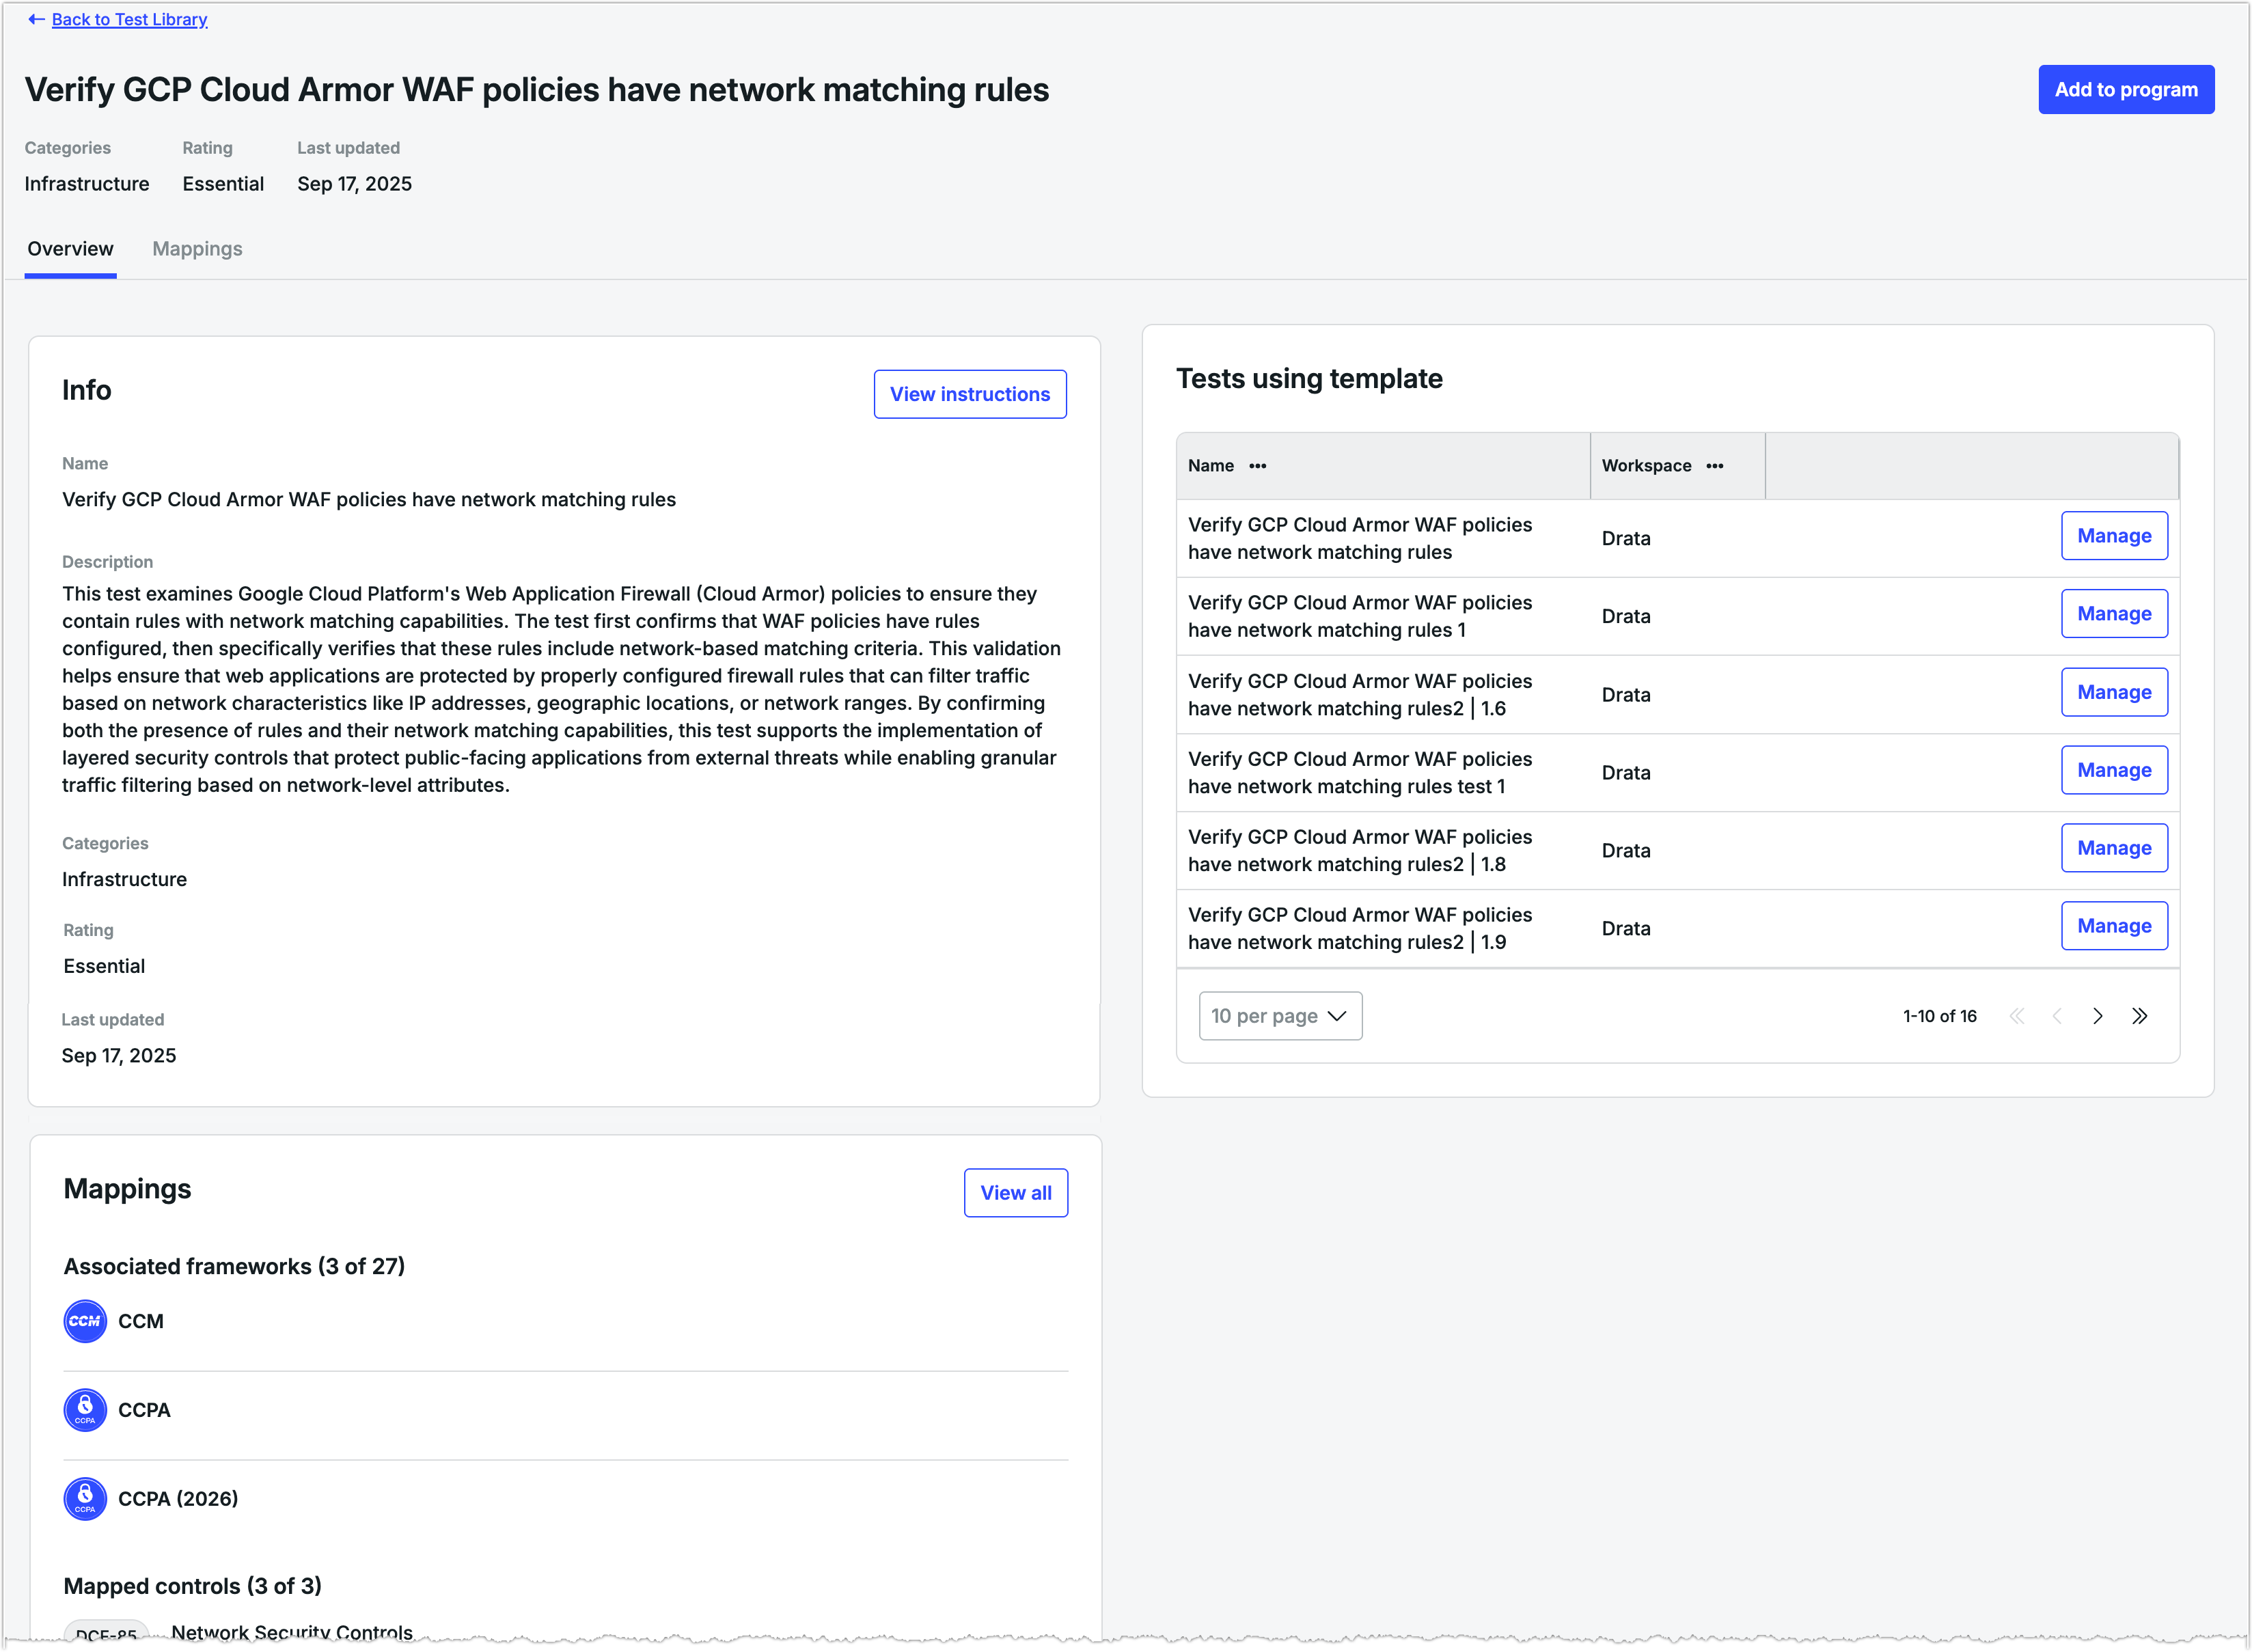 Back to Test Library
Verify GCP Cloud Armor WAF policies have network matching rules
Add to program
Categories
Rating
Last updated
Infrastructure
Essential
Sep 17, 2025
Overview
Mappings
Info
View instructions
Name
Verify GCP Cloud Armor WAF policies have network matching rules
Description
This test examines Google Cloud Platform's Web Application Firewall (Cloud Armor) policies to ensure they
contain rules with network matching capabilities. The test first confirms that WAF policies have rules
configured, then specifically verifies that these rules include network-based matching criteria. This validation
helps ensure that web applications are protected by properly configured firewall rules that can filter traffic
based on network characteristics like IP addresses, geographic locations, or network ranges. By confirming
both the presence of rules and their network matching capabilities, this test supports the implementation of
layered security controls that protect public-facing applications from external threats while enabling granular
traffic filtering based on network-level attributes.
Categories
Infrastructure
Rating
Essential
Last updated
Sep 17, 2025
Tests using template
Name
Workspace
Verify GCP Cloud Armor WAF policies
have network matching rules
Drata
Manage
Verify GCP Cloud Armor WAF policies
have network matching rules 1
Drata
Manage
Verify GCP Cloud Armor WAF policies
have network matching rules2 | 1.6
Drata
Manage
Verify GCP Cloud Armor WAF policies
have network matching rules test 1
Drata
Manage
Verify GCP Cloud Armor WAF policies
have network matching rules2 | 1.8
Drata
Manage
Verify GCP Cloud Armor WAF policies
have network matching rules2 | 1.9
Drata
Manage
10 per page
1-10 of 16
Mappings
View all
Associated frameworks (3 of 27)
CCM
CCM
CCPA
CCPA
CCPA
CCPA (2026)
Mapped controls (3 of 3)
DCF-85
Network Security Controls